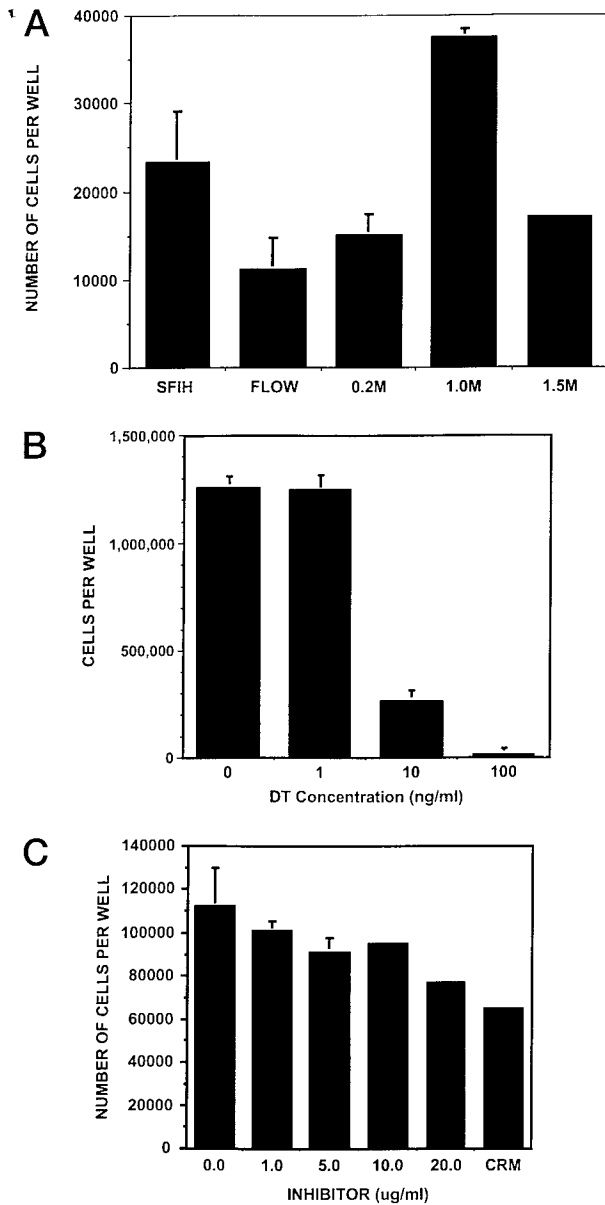 A
40000
30000
20000
10000
0
NUMBER OF CELLS PER WELL
SFIH FLOW 0.2M 1.0M 1.5M
B
1,500,000
1,000,000
500,000
0
CELLS PER WELL
0 1 10 100
DT Concentration (ng/ml)
C
140000
120000
100000
80000
60000
40000
20000
0
NUMBER OF CELLS PER WELL
0.0 1.0 5.0 10.0 20.0 CRM
INHIBITOR (ug/ml)